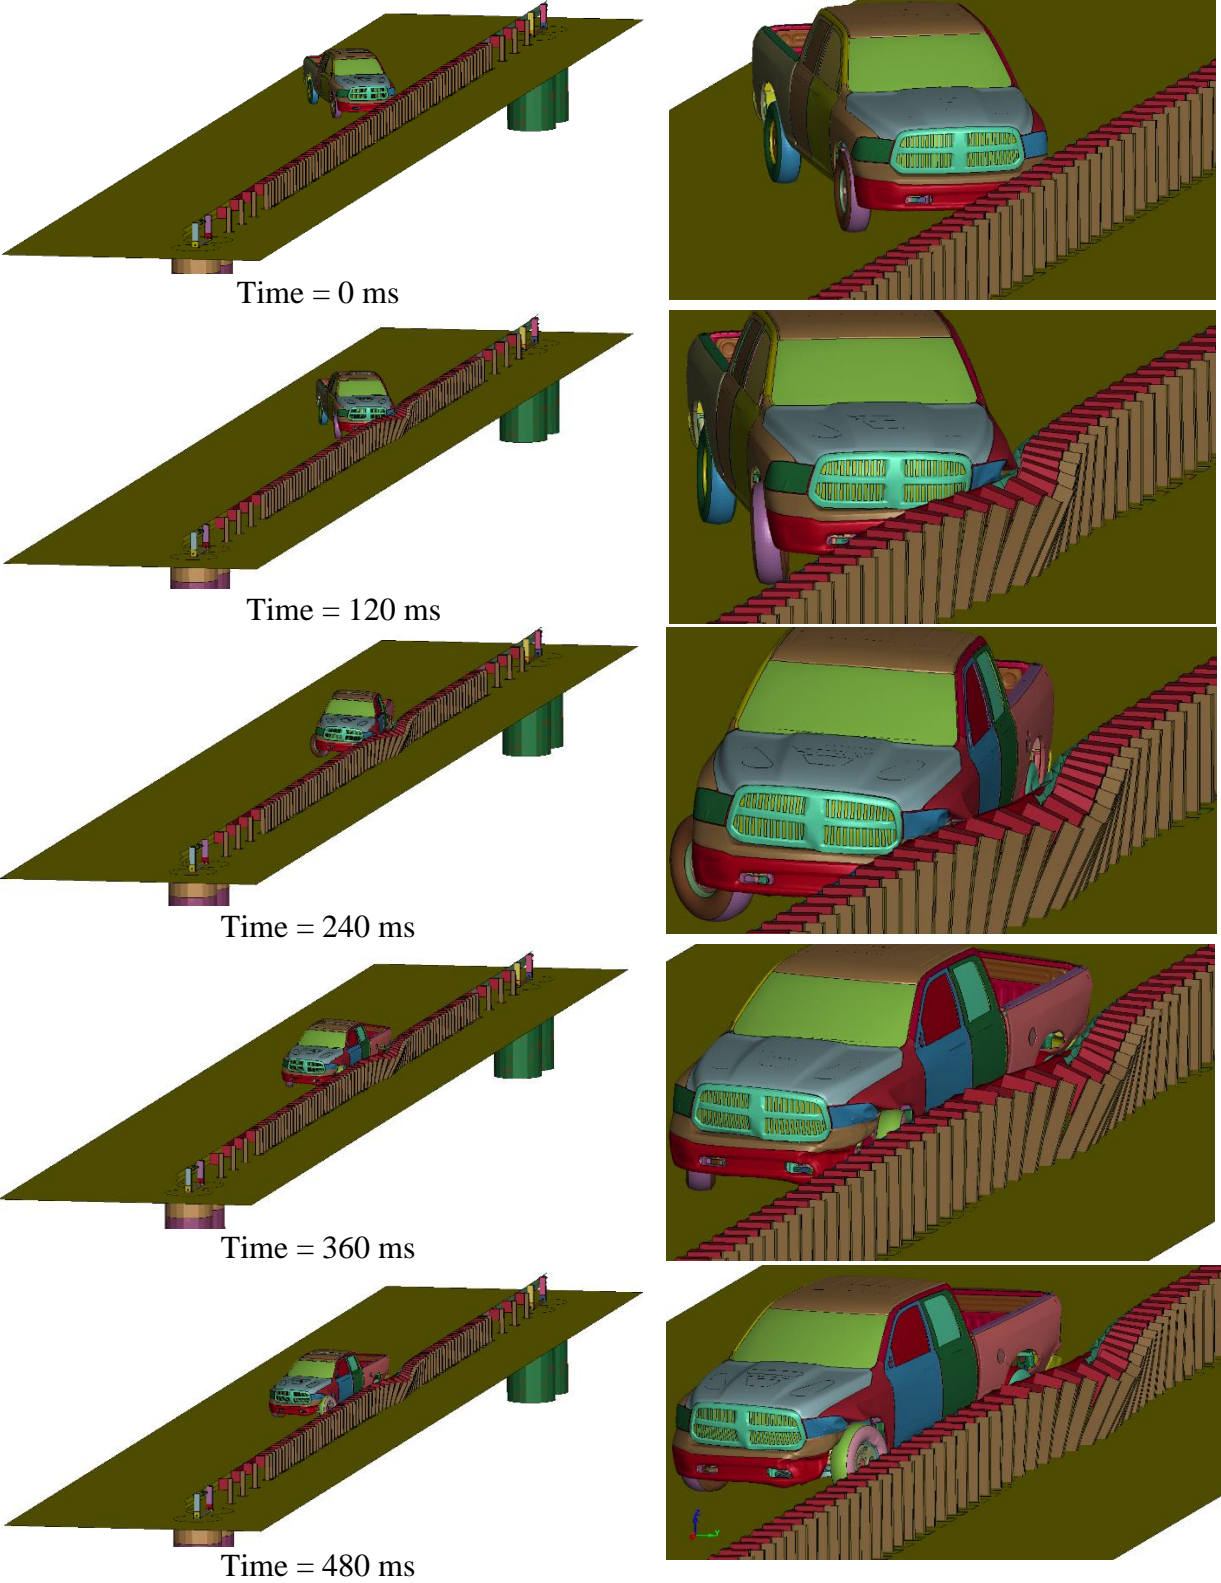 Time = 0 ms
Time = 120 ms
Time = 240 ms
Time = 360 ms
Time = 480 ms